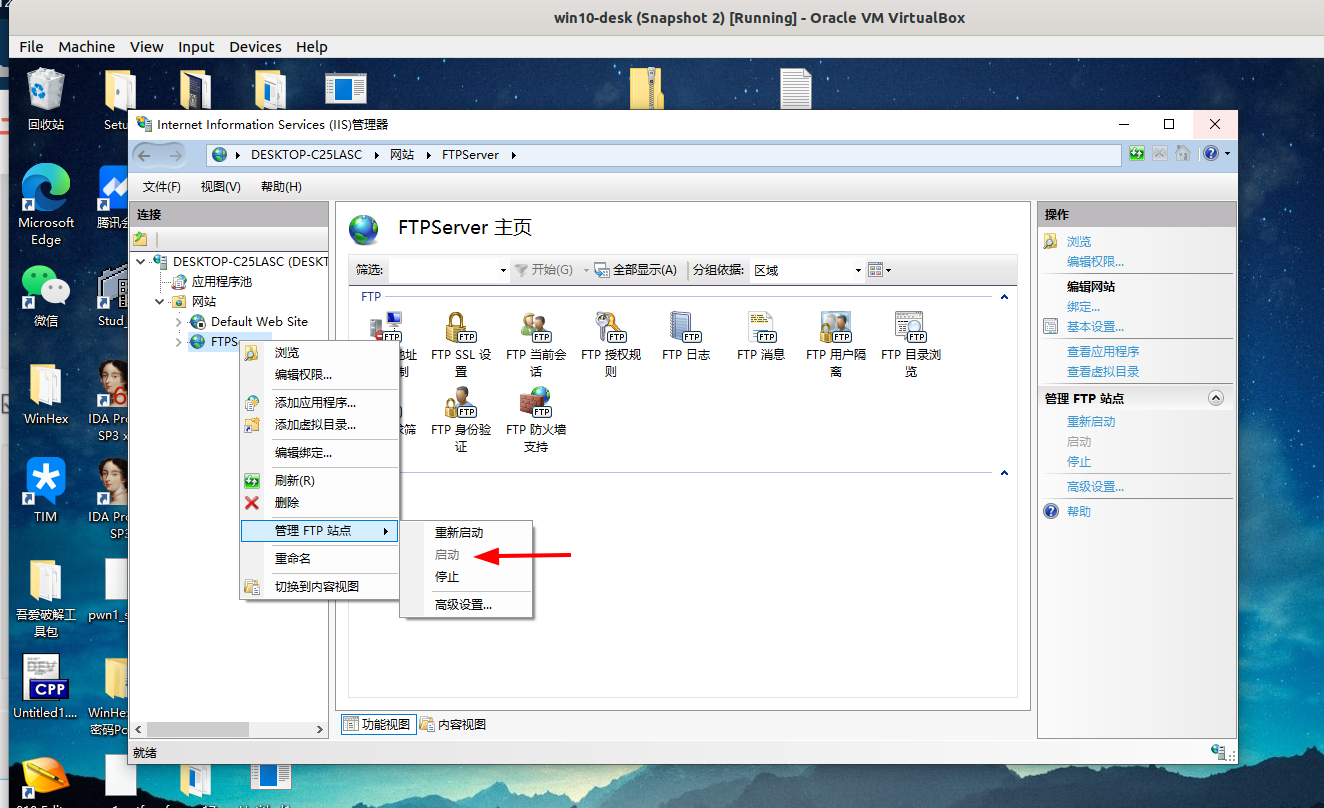 win10-desk (Snapshot 2) [Running] - Oracle VM VirtualBox
File Machine View Input Devices Help
回收站
Setu
Microsoft Edge
腾讯会
微信
Stud_
WinHex
IDA Pro
SP3 x
TIM
IDA Pro
SP3
吾爱破解工具包
pwn1_s
DEV
CPP
Untitled1....
WinHex
密码Po
Internet Information Services (IIS)管理器
DESKTOP-C25LASC
网站
FTPServer
文件(F) 视图(V) 帮助(H)
连接
DESKTOP-C25LASC (DESKT
应用程序池
网站
Default Web Site
FTPS
浏览
编辑权限...
添加应用程序...
添加虚拟目录...
编辑绑定...
刷新(R)
删除
管理 FTP 站点
重命名
切换到内容视图
重新启动
启动
停止
高级设置...
FTPServer 主页
筛选:
开始(G)
全部显示(A)
分组依据:
区域
FTP
地址
制
FTP SSL 设置
FTP 当前会话
FTP 授权规则
FTP 日志
FTP 消息
FTP 用户隔离
FTP 目录浏览
求筛
FTP 身份验证
FTP 防火墙支持
功能视图
内容视图
就绪
操作
浏览
编辑权限...
编辑网站
绑定...
基本设置...
查看应用程序
查看虚拟目录
管理 FTP 站点
重新启动
启动
停止
高级设置...
帮助